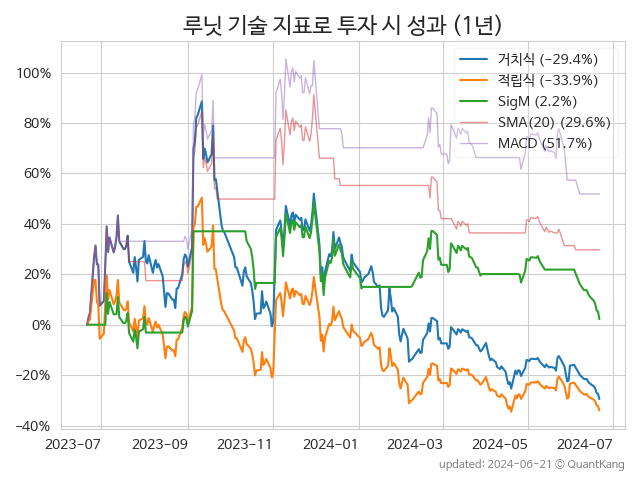 루닛 기술 지표로 투자 시 성과 (1년)
거치식 (-29.4%)
적립식 (-33.9%)
SigM (2.2%)
SMA(20) (29.6%)
MACD (51.7%)
100%
80%
60%
40%
20%
0%
-20%
-40%
2023-07 2023-09 2023-11 2024-01 2024-03 2024-05 2024-07
updated: 2024-06-21 © QuantKang